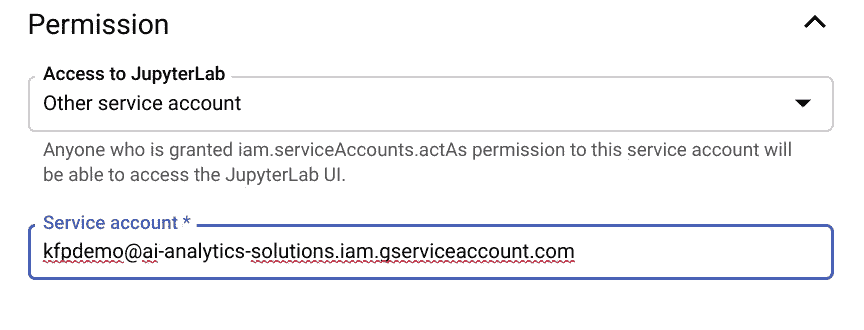 Permission
Access to JupyterLab
Other service account
Anyone who is granted iam.serviceAccounts.actAs permission to this service account will
be able to access the JupyterLab UI.
Service account *
kfpdemo@ai-analytics-solutions.iam.gserviceaccount.com